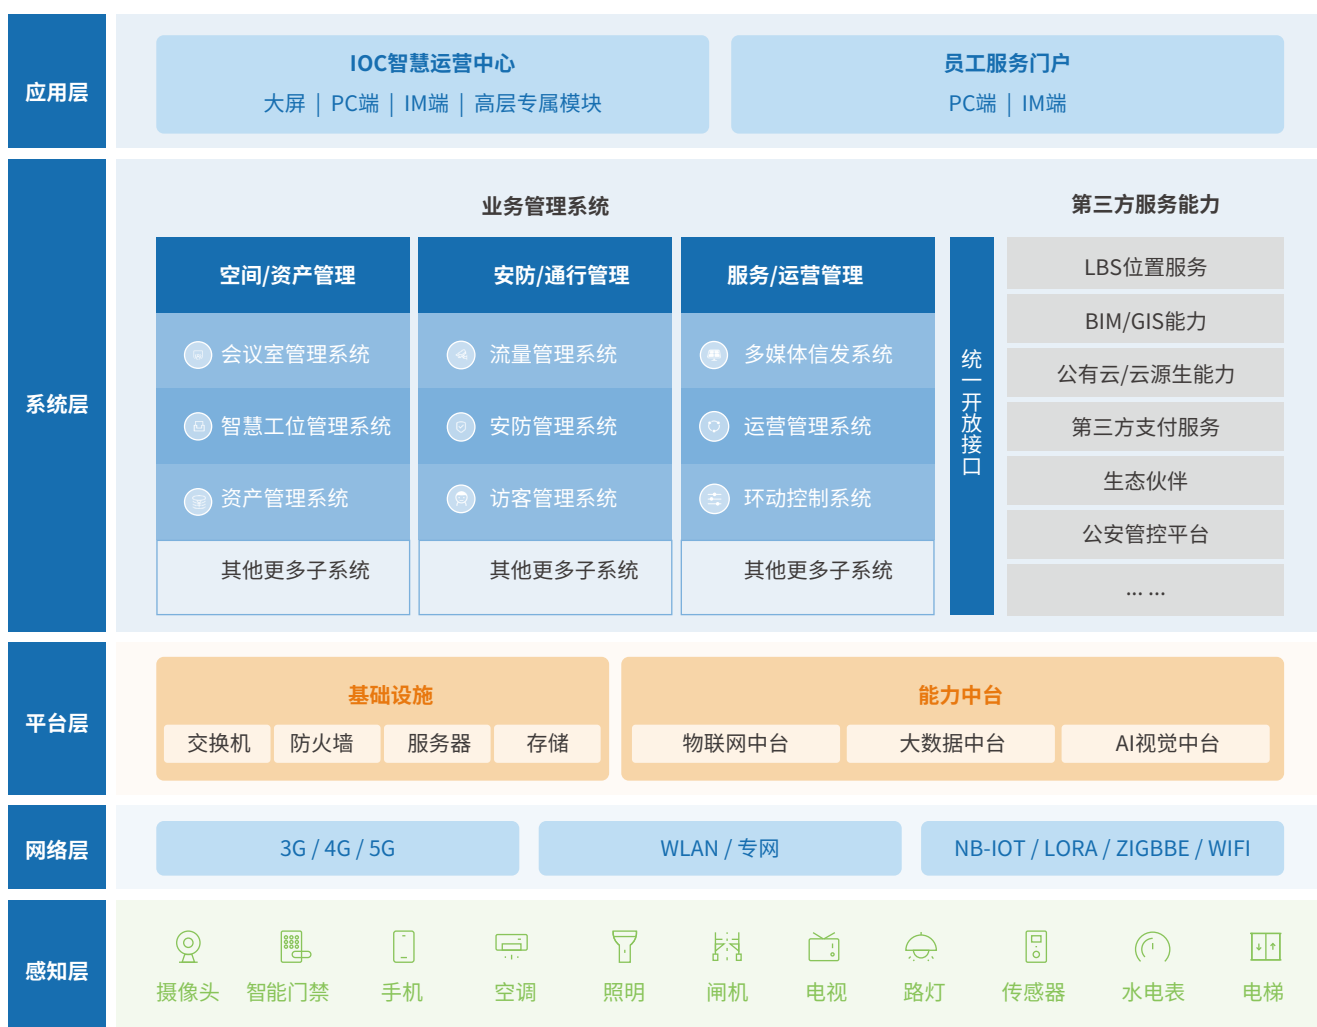 应用层
IOC智慧运营中心
大屏 | PC端 | IM端 | 高层专属模块
员工服务门户
PC端 | IM端
系统层
业务管理系统
空间/资产管理
会议室管理系统
智慧工位管理系统
资产管理系统
其他更多子系统
安防/通行管理
流量管理系统
安防管理系统
访客管理系统
其他更多子系统
服务/运营管理
多媒体信发系统
运营管理系统
环动控制系统
其他更多子系统
统一开放接口
第三方服务能力
LBS位置服务
BIM/GIS能力
公有云/云源生能力
第三方支付服务
生态伙伴
公安管控平台
... ...
平台层
基础设施
交换机 防火墙 服务器 存储
能力中台
物联网中台 大数据中台 AI视觉中台
网络层
3G / 4G / 5G
WLAN / 专网
NB-IOT / LORA / ZIGBBE / WIFI
感知层
摄像头 智能门禁 手机 空调 照明 闸机 电视 路灯 传感器 水电表 电梯